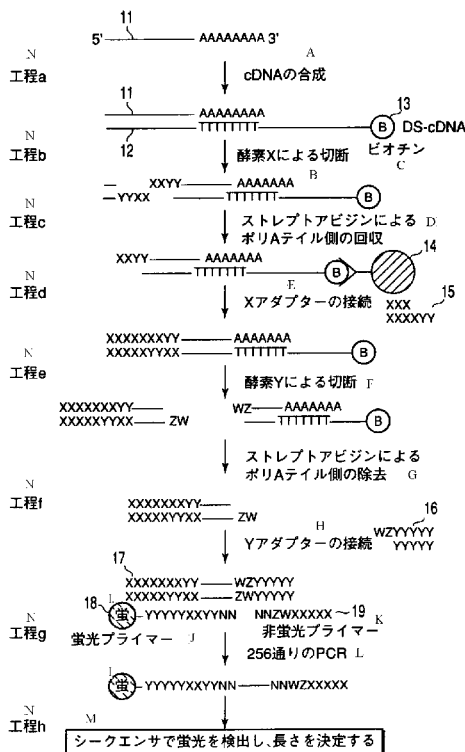 11
5' AAAAAAAA 3'
N
A
工程a
cDNAの合成
11
AAAAAAAA
13
TTTTTTT
B
DS-cDNA
12
ビオチン
N
工程b
酵素Xによる切断
C
B
XXYY
AAAAAAA
YYXX
TTTTTTT
B
N
工程c
ストレプトアビジンによる
ポリAテイル側の回収
D
14
XXYY
AAAAAAA
TTTTTTT
B
15
E
N
工程d
Xアダプターの接続
XXX
XXXXYY
XXXXXXXYY
AAAAAAA
XXXXXYYXX
TTTTTTT
B
N
工程e
酵素Yによる切断
F
XXXXXXXYY
WZ
AAAAAAA
XXXXXYYXX
ZW
TTTTTTT
B
ストレプトアビジンによる
ポリAテイル側の除去
G
N
工程f
XXXXXXXYY
XXXXXYYXX
ZW
16
H
WZYYYYY
YYYYY
Yアダプターの接続
17
XXXXXXXYY
WZYYYYY
XXXXXYYXX
ZWYYYYY
18
I
蛍
YYYYYXXYYNN
NNZWXXXXX
19
N
工程g
蛍光プライマー
J
非蛍光プライマー
K
256通りのPCR
L
I
蛍
YYYYYXXYYNN
NNWZXXXXX
N
工程h
M
シークエンサで蛍光を検出し、長さを決定する